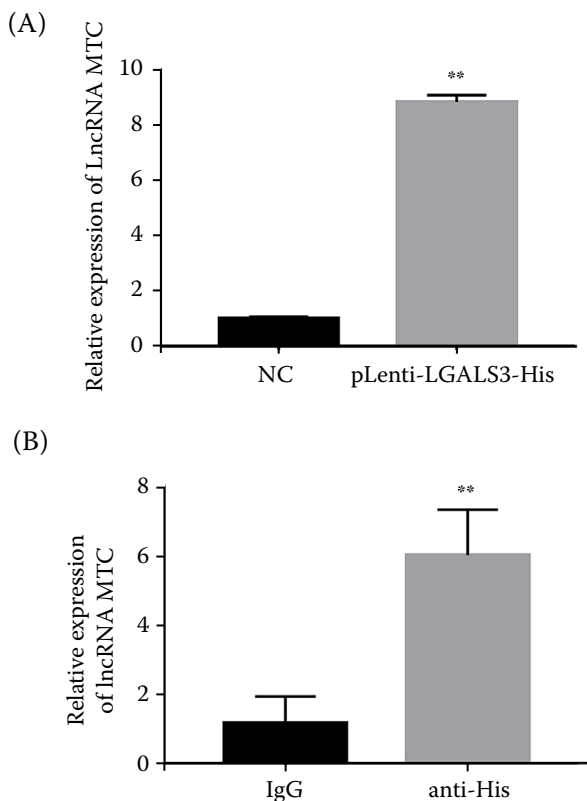 (A)
Relative expression of LncRNA MTC
10
8
6
4
2
0
**
NC
pLenti-LGALS3-His
(B)
Relative expression
of lncRNA MTC
8
6
4
2
0
**
IgG
anti-His